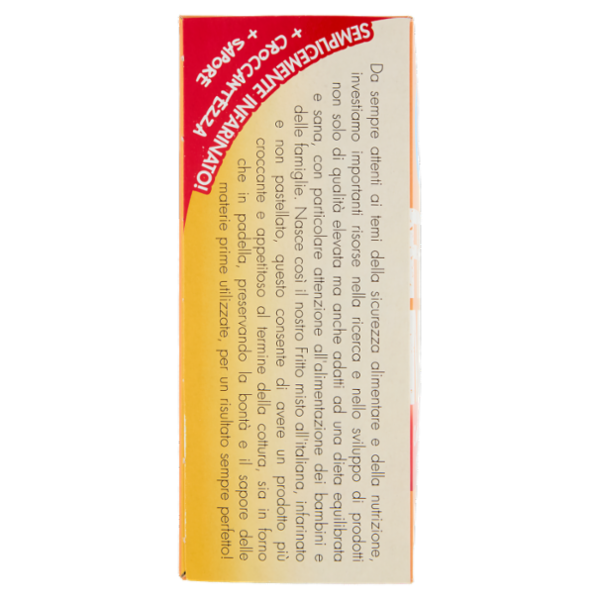 SEMPLICEMENTE INFARINATO!
+ CROCCANTEZZA
+ SAPORE
Da sempre attenti ai temi della sicurezza alimentare e della nutrizione,
investiamo importanti risorse nella ricerca e nello sviluppo di prodotti
non solo di qualità elevata ma anche adatti ad una dieta equilibrata
e sana, con particolare attenzione all'alimentazione dei bambini e
delle famiglie. Nasce così il nostro Fritto misto all'italiana, infarinato
e non pastellato, questo consente di avere un prodotto più
croccante e appetitoso al termine della cottura, sia in forno
che in padella, preservando la bontà e il sapore delle
materie prime utilizzate, per un risultato sempre perfetto!